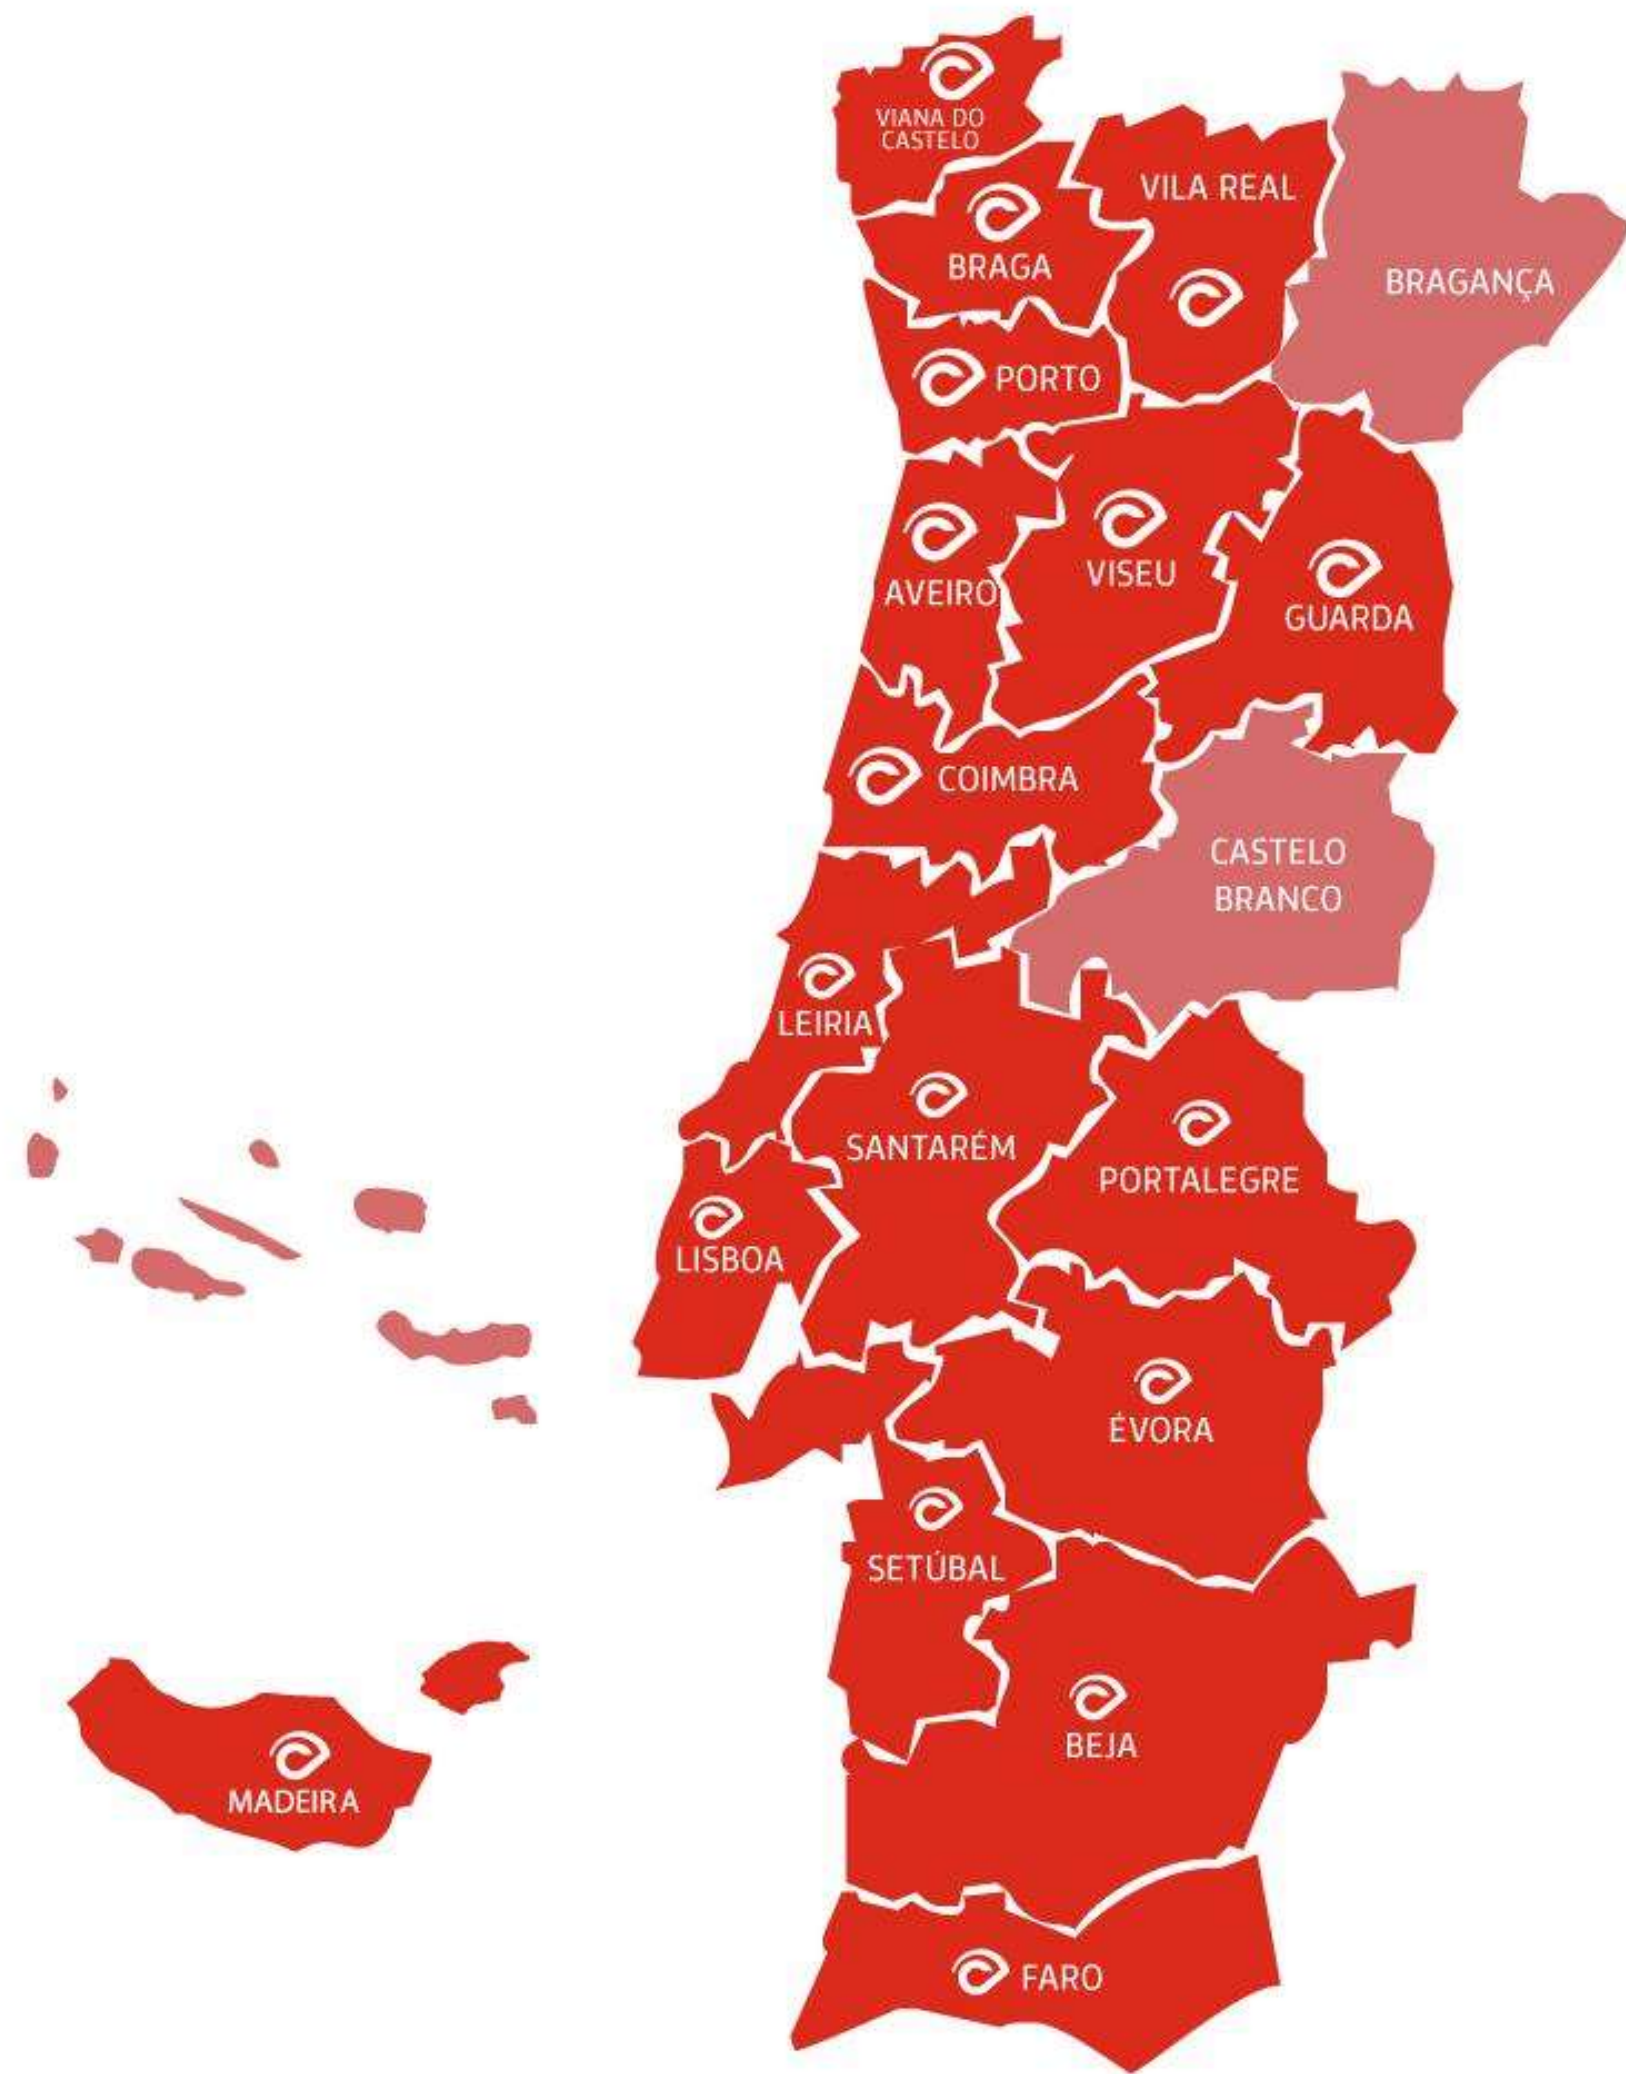 VIANA DO
CASTELO
VILA REAL
BRAGA
BRAGANÇA
PORTO
VISEU
AVEIRO
GUARDA
COIMBRA
CASTELO
BRANCO
LEIRIA
SANTARÉM
PORTALEGRE
LISBOA
ÉVORA
SETÚBAL
BEJA
MADEIRA
FARO